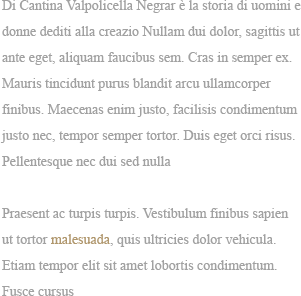 Di Cantina Valpolicella Negrar è la storia di uomini e
donne dediti alla creazio Nullam dui dolor, sagittis ut
ante eget, aliquam faucibus sem. Cras in semper ex.
Mauris tincidunt purus blandit arcu ullamcorper
finibus. Maecenas enim justo, facilisis condimentum
justo nec, tempor semper tortor. Duis eget orci risus.
Pellentesque nec dui sed nulla
Praesent ac turpis turpis. Vestibulum finibus sapien
ut tortor malesuada, quis ultricies dolor vehicula.
Etiam tempor elit sit amet lobortis condimentum.
Fusce cursus